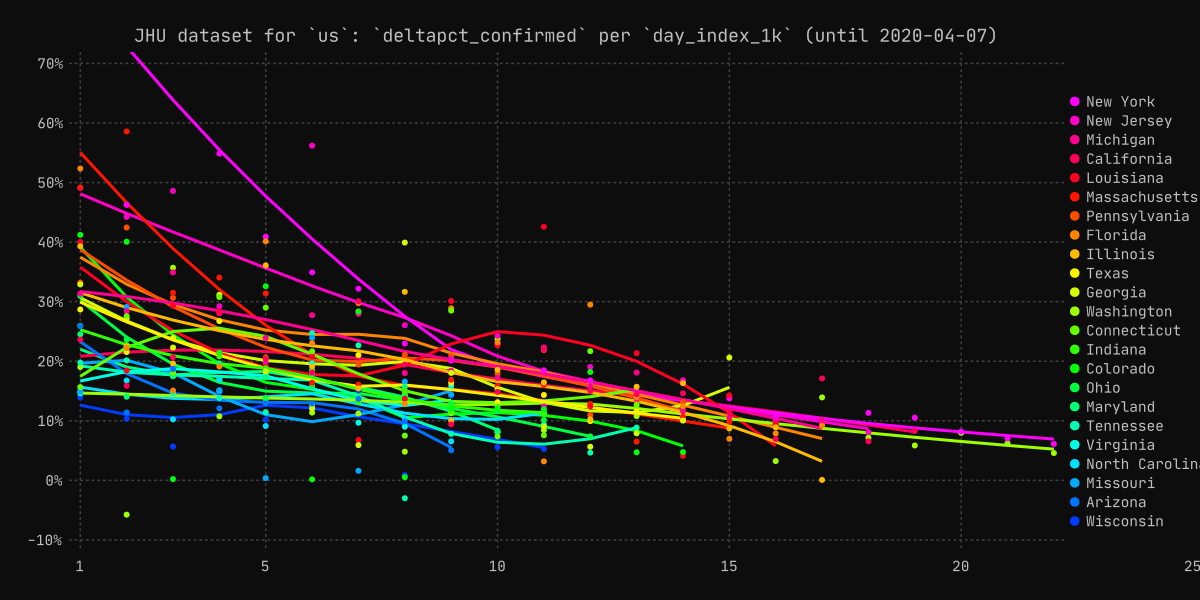 JHU dataset for `us`: `deltapct_confirmed` per `day_index_1k` (until 2020-04-07)
70%
60%
50%
40%
30%
20%
10%
0%
-10%
1 5 10 15 20 25
New York
New Jersey
Michigan
California
Louisiana
Massachusetts
Pennsylvania
Florida
Illinois
Texas
Georgia
Washington
Connecticut
Indiana
Colorado
Ohio
Maryland
Tennessee
Virginia
North Carolin
Missouri
Arizona
Wisconsin